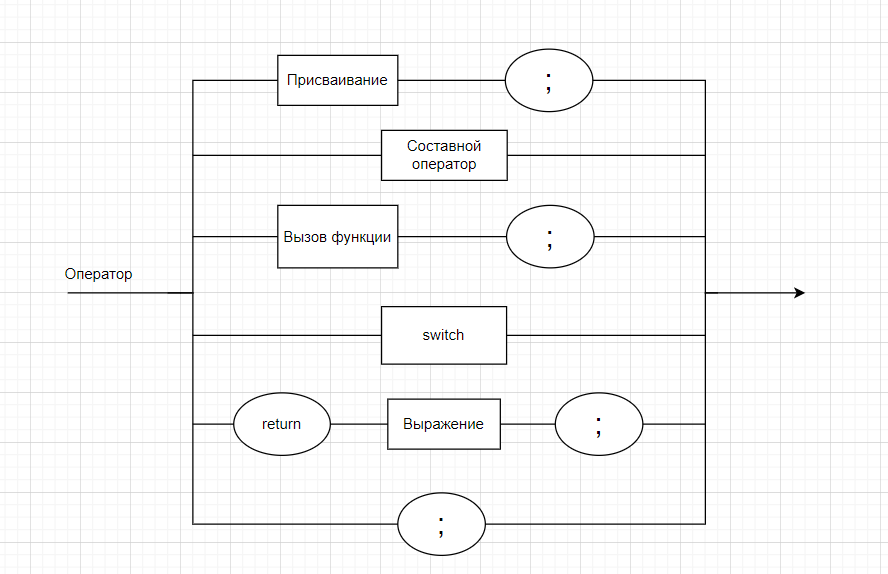 Присваивание
;
Составной
оператор
Вызов функции
;
Оператор
switch
return
Выражение
;
;